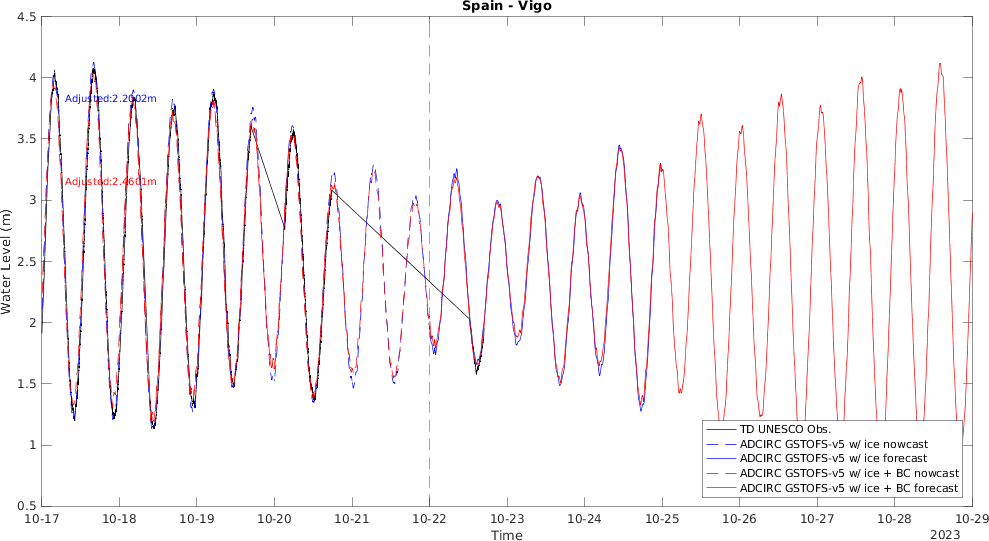 Spain - Vigo
4.5
4
3.5
3
2.5
2
1.5
1
0.5
Water Level (m)
Adjusted:2.2002m
Adjusted:2.4601m
TD UNESCO Obs.
ADCIRC GSTOFS-v5 w/ ice nowcast
ADCIRC GSTOFS-v5 w/ ice forecast
ADCIRC GSTOFS-v5 w/ ice + BC nowcast
ADCIRC GSTOFS-v5 w/ ice + BC forecast
10-17 10-18 10-19 10-20 10-21 10-22 10-23 10-24 10-25 10-26 10-27 10-28 10-29
Time
2023